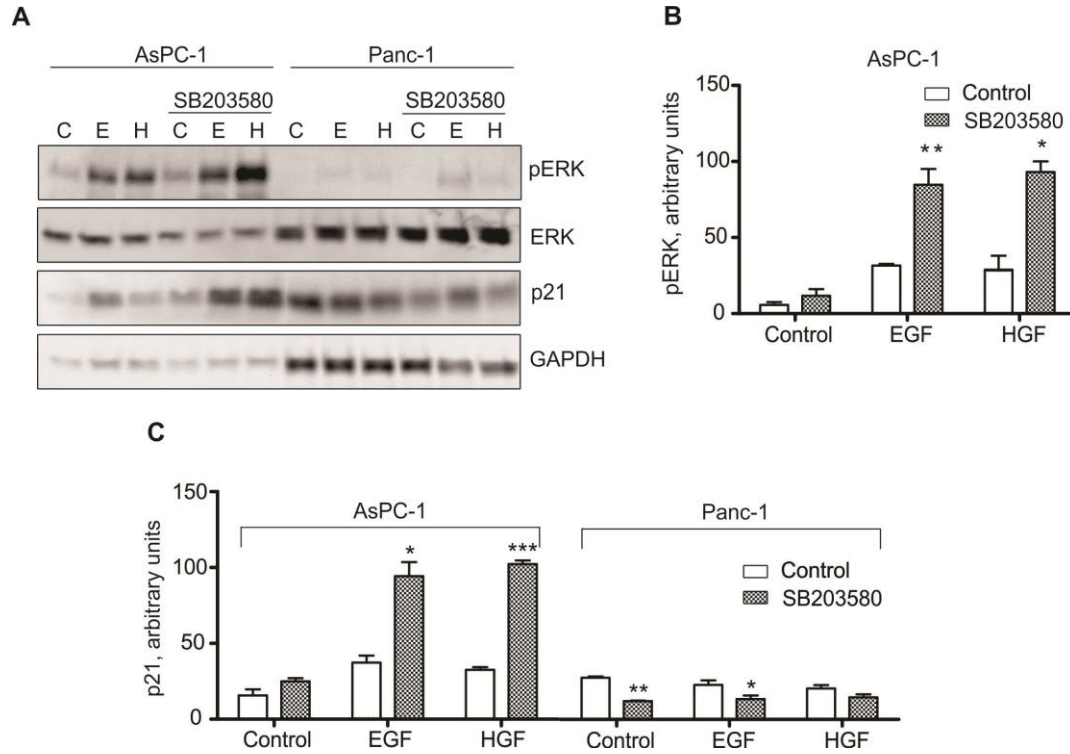 A
AsPC-1 Panc-1
SB203580 SB203580
C E H C E H C E H C E H
pERK
ERK
p21
GAPDH
B
AsPC-1
pERK, arbitrary units
150
100
50
0
Control
SB203580
** *
Control EGF HGF
C
p21, arbitrary units
150
100
50
0
AsPC-1 Panc-1
Control
SB203580
* *** ** *
Control EGF HGF Control EGF HGF